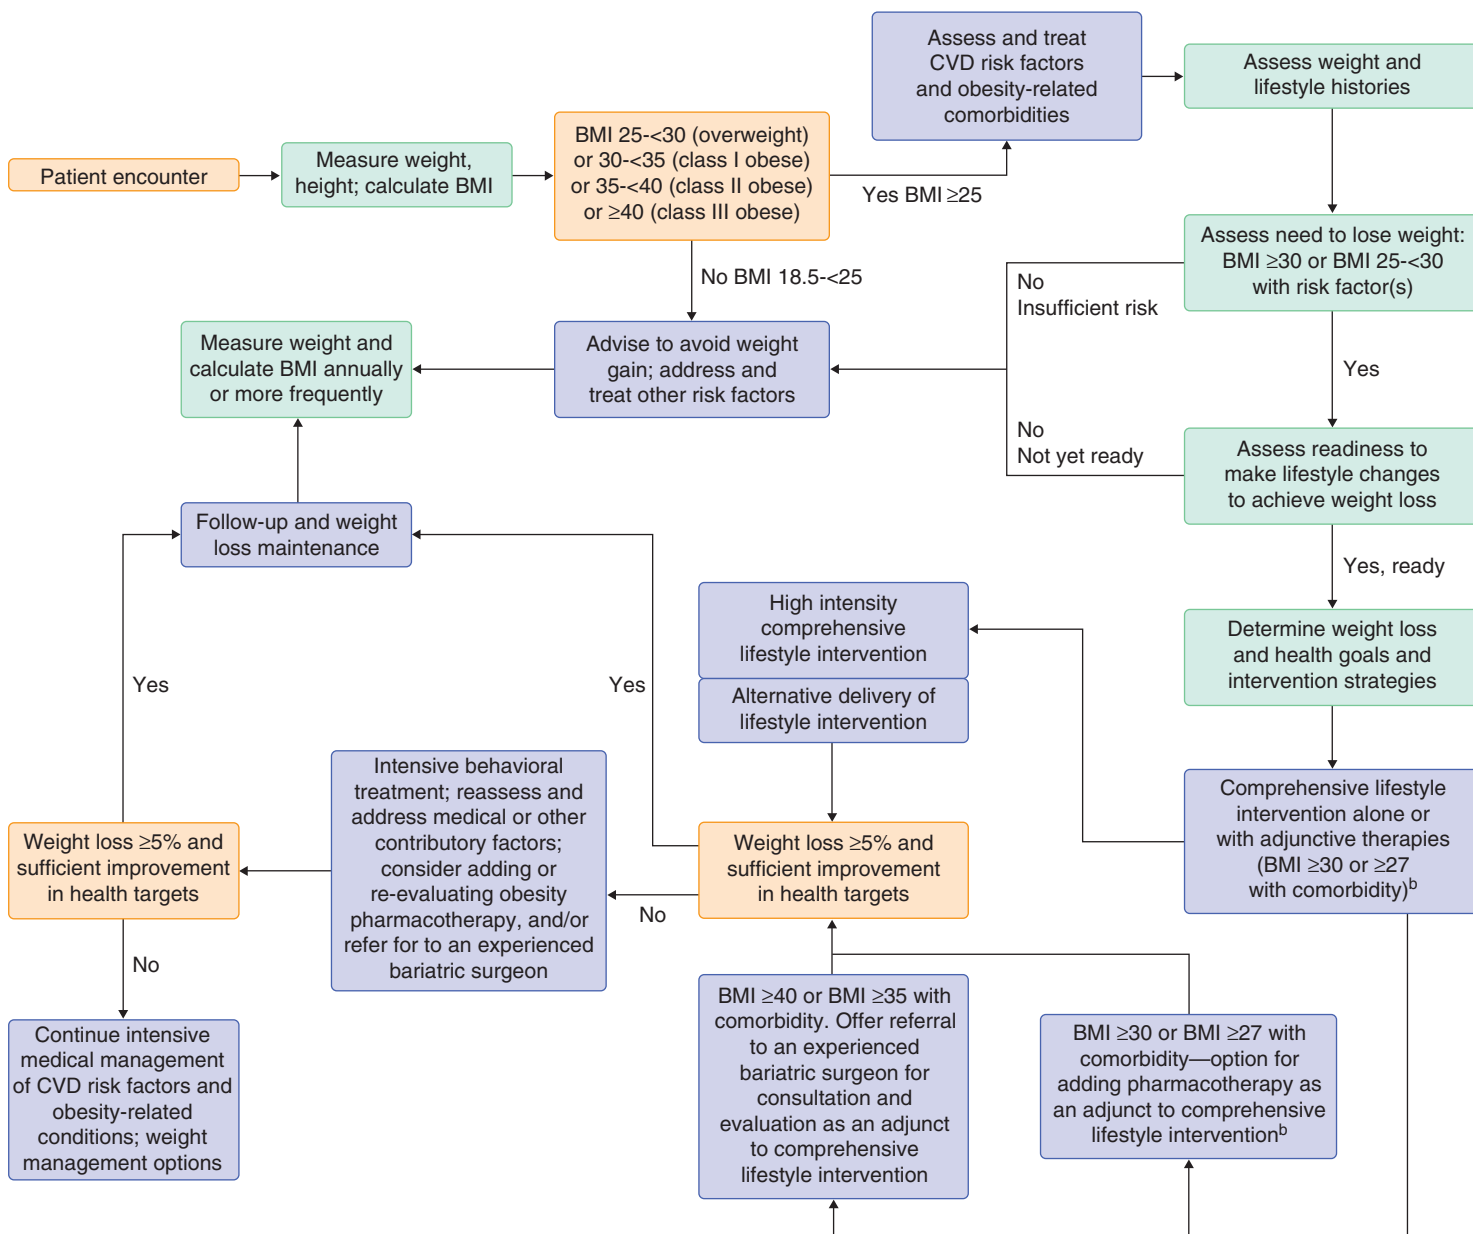 Patient encounter
Measure weight,
height; calculate BMI
BMI 25-<30 (overweight)
or 30-<35 (class I obese)
or 35-<40 (class II obese)
or ≥40 (class III obese)
Yes BMI ≥25
No BMI 18.5-<25
Assess and treat
CVD risk factors
and obesity-related
comorbidities
Assess weight and
lifestyle histories
Assess need to lose weight:
BMI ≥30 or BMI 25-<30
with risk factor(s)
No
Insufficient risk
Yes
Measure weight and
calculate BMI annually
or more frequently
Advise to avoid weight
gain; address and
treat other risk factors
No
Not yet ready
Assess readiness to
make lifestyle changes
to achieve weight loss
Yes, ready
Follow-up and weight
loss maintenance
High intensity
comprehensive
lifestyle intervention
Alternative delivery of
lifestyle intervention
Determine weight loss
and health goals and
intervention strategies
Yes
Yes
Comprehensive lifestyle
intervention alone or
with adjunctive therapies
(BMI ≥30 or ≥27
with comorbidity)b
Weight loss ≥5% and
sufficient improvement
in health targets
Intensive behavioral
treatment; reassess and
address medical or other
contributory factors;
consider adding or
re-evaluating obesity
pharmacotherapy, and/or
refer for to an experienced
bariatric surgeon
No
Weight loss ≥5% and
sufficient improvement
in health targets
No
Continue intensive
medical management
of CVD risk factors and
obesity-related
conditions; weight
management options
BMI ≥40 or BMI ≥35 with
comorbidity. Offer referral
to an experienced
bariatric surgeon for
consultation and
evaluation as an adjunct
to comprehensive
lifestyle intervention
BMI ≥30 or BMI ≥27 with
comorbidity—option for
adding pharmacotherapy as
an adjunct to comprehensive
lifestyle interventionb